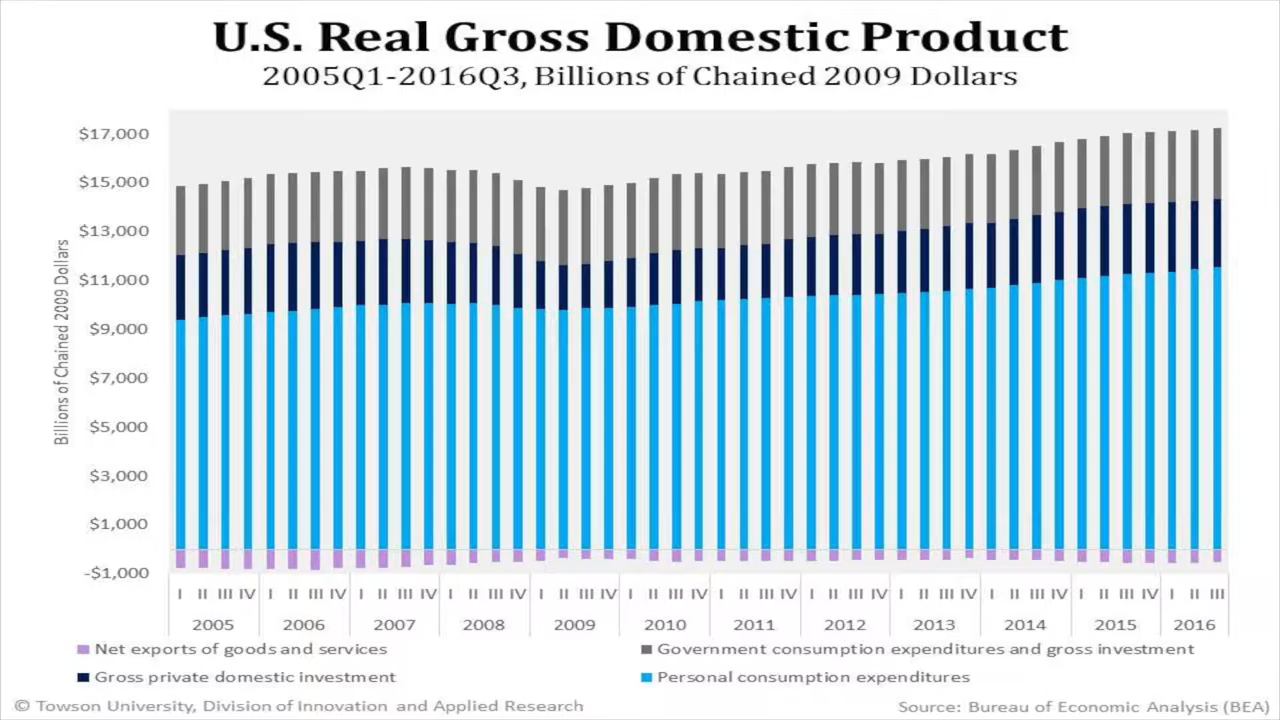 U.S. Real Gross Domestic Product
2005Q1-2016Q3, Billions of Chained 2009 Dollars
Billions of Chained 2009 Dollars
$17,000
$15,000
$13,000
$11,000
$9,000
$7,000
$5,000
$3,000
$1,000
-$1,000
I II III IV I II III IV I II III IV I II III IV I II III IV I II III IV I II III IV I II III IV I II III IV I II III IV I II III IV I II III
2005 2006 2007 2008 2009 2010 2011 2012 2013 2014 2015 2016
Net exports of goods and services
Government consumption expenditures and gross investment
Gross private domestic investment
Personal consumption expenditures
© Towson University, Division of Innovation and Applied Research
Source: Bureau of Economic Analysis (BEA)